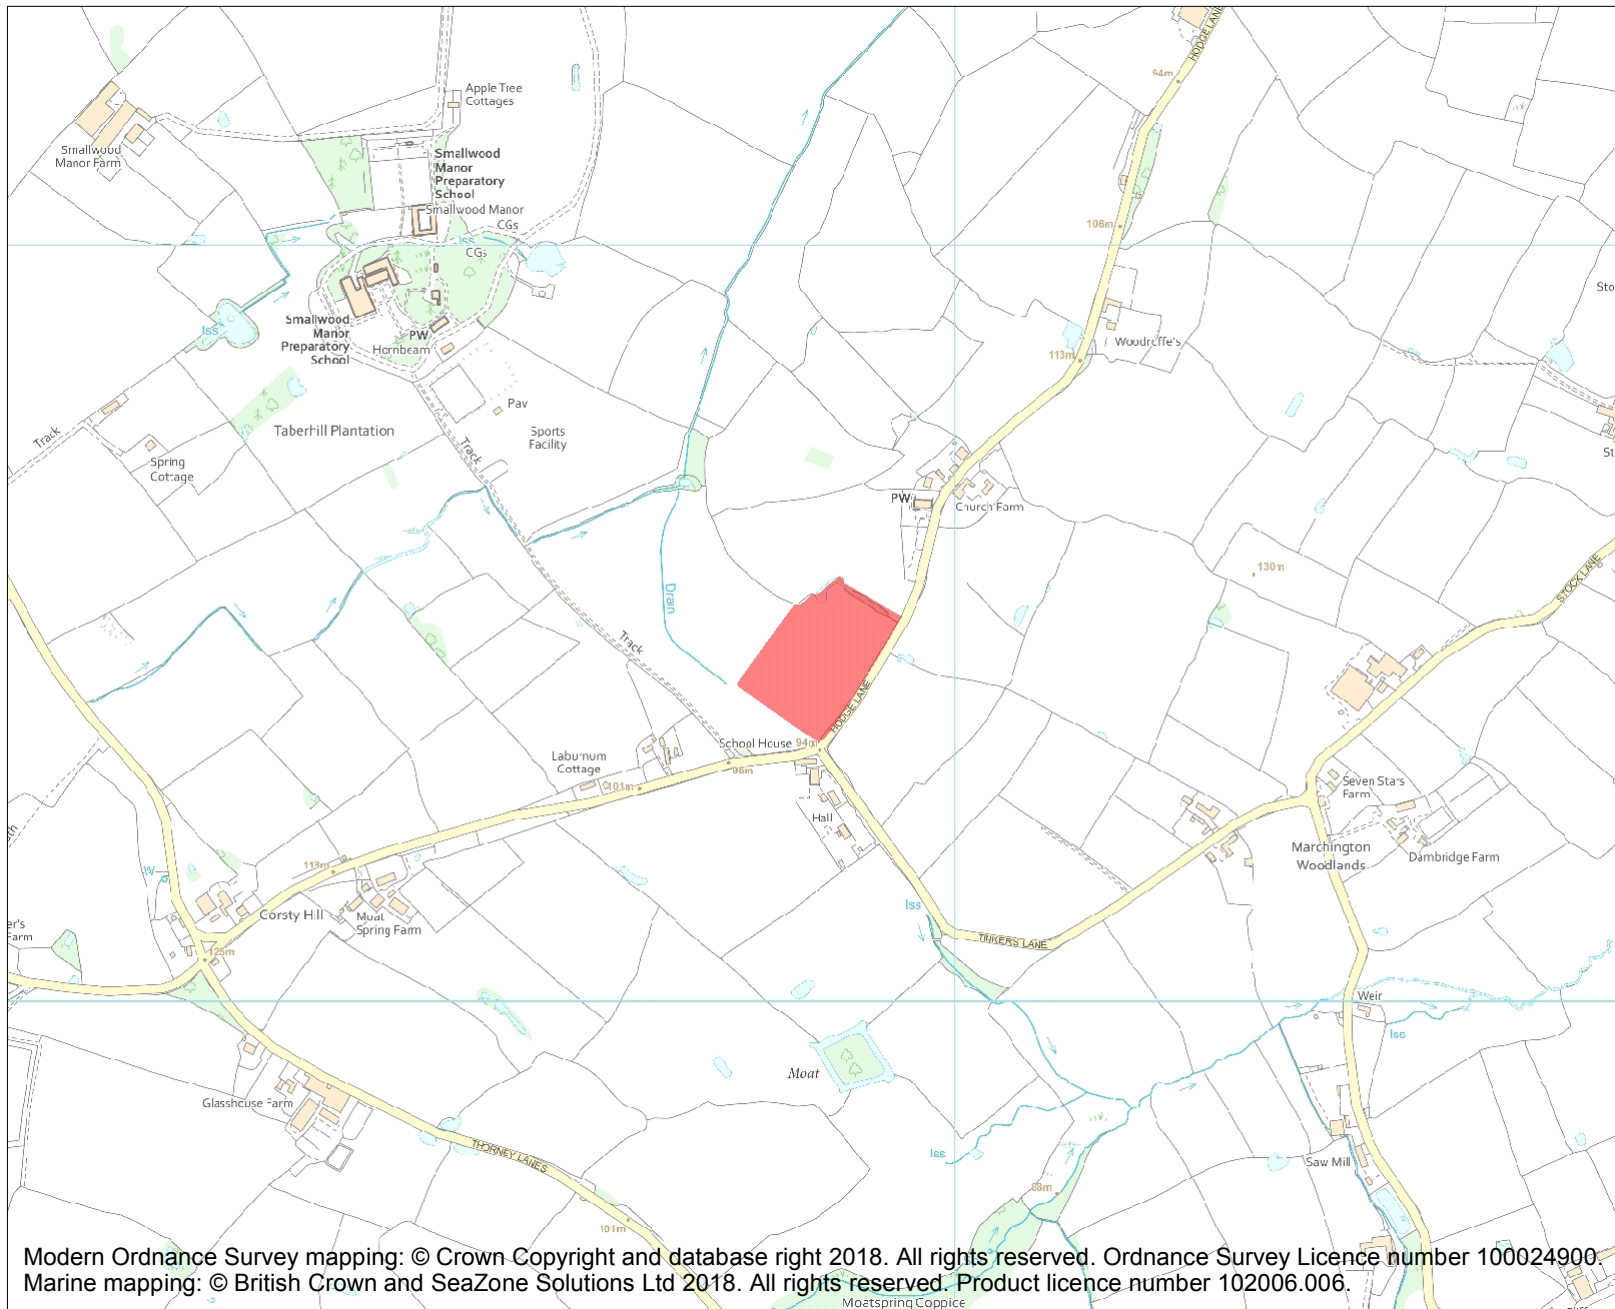 HODGE LANE
94m
Apple Tree
Cottages
Smallwood
Manor Farm
Smallwood
Manor
Preparatory
School
Smallwood Manor
CGs
Iss
CGs
106m
Sto
Iss
Smallwood
Manor
Preparatory
School
PW
Hornbeam
Woodroffe's
113m
Pav
Track
Taberhill Plantation
Sports
Facility
Track
Spring
Cottage
St
PW
Church Farm
130m
STOCK LANE
Drain
Track
HODGE LANE
School House
94m
Laburnum
Cottage
96m
101m
Seven Stars
Farm
Hall
Marchington
Woodlands
Dambridge Farm
113m
W
Corsty Hill
Moat
Spring Farm
Iss
er's
Farm
TINKERS LANE
125m
Weir
Iss
Moat
Glasshouse Farm
THORNEY LANES
Iss
Saw Mill
88m
101m
Modern Ordnance Survey mapping: © Crown Copyright and database right 2018. All rights reserved. Ordnance Survey Licence number 100024900.
Marine mapping: © British Crown and SeaZone Solutions Ltd 2018. All rights reserved. Product licence number 102006.006.
Moatspring Coppice